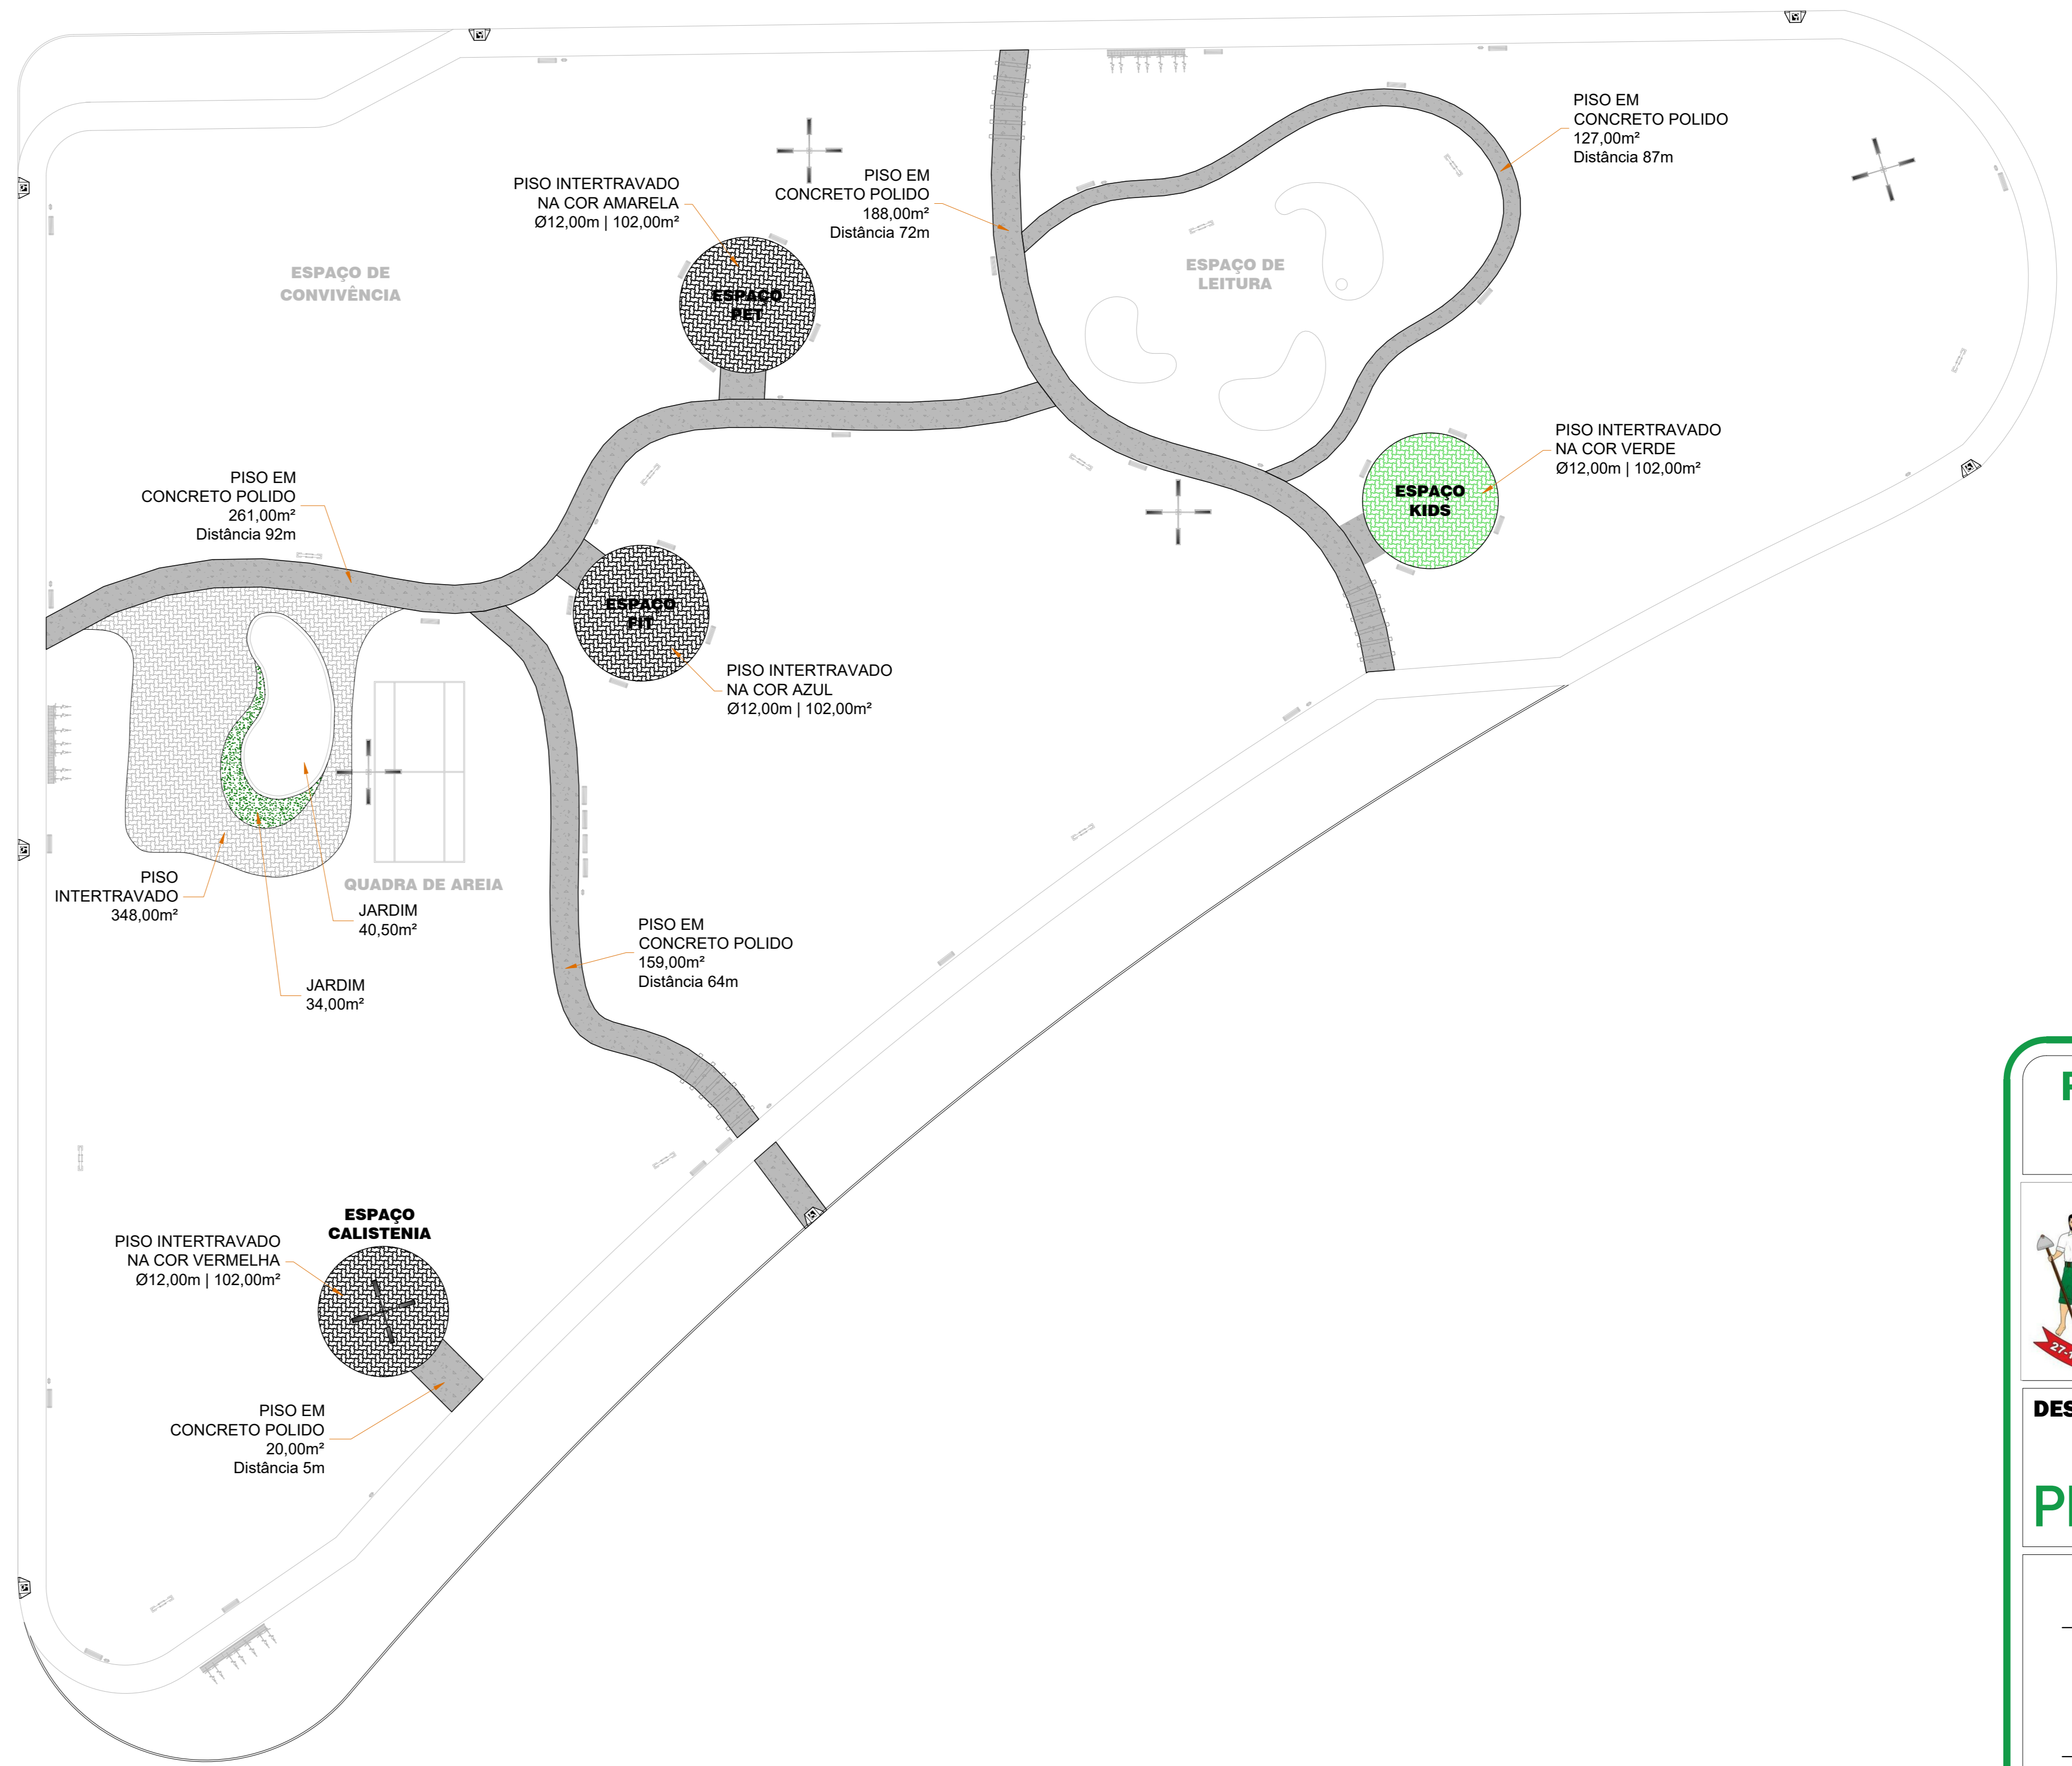 PISO EM
CONCRETO POLIDO
127,00m²
Distância 87m
PISO INTERTRAVADO
NA COR AMARELA
Ø12,00m | 102,00m²
PISO EM
CONCRETO POLIDO
188,00m²
Distância 72m
ESPAÇO DE
CONVIVÊNCIA
ESPAÇO
PET
ESPAÇO DE
LEITURA
PISO INTERTRAVADO
NA COR VERDE
Ø12,00m | 102,00m²
ESPAÇO
KIDS
PISO EM
CONCRETO POLIDO
261,00m²
Distância 92m
ESPAÇO
FIT
PISO INTERTRAVADO
NA COR AZUL
Ø12,00m | 102,00m²
PISO
INTERTRAVADO
348,00m²
QUADRA DE AREIA
JARDIM
40,50m²
JARDIM
34,00m²
PISO EM
CONCRETO POLIDO
159,00m²
Distância 64m
ESPAÇO
CALISTENIA
PISO INTERTRAVADO
NA COR VERMELHA
Ø12,00m | 102,00m²
PISO EM
CONCRETO POLIDO
20,00m²
Distância 5m
DES